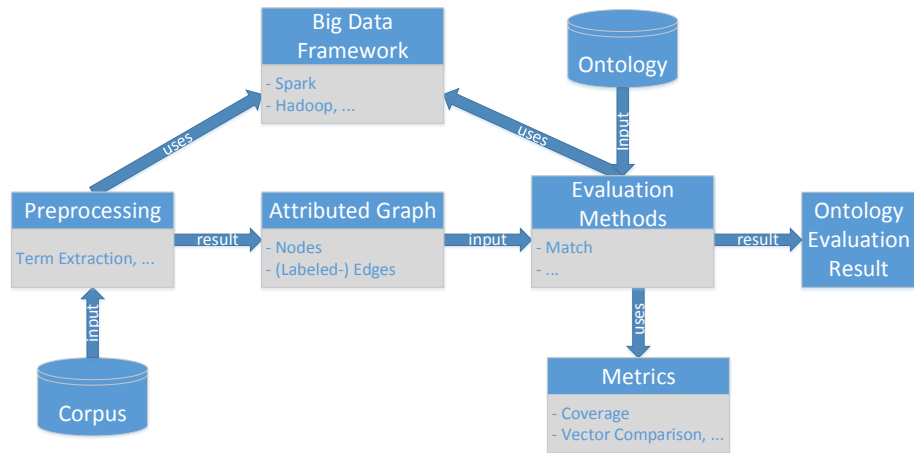 Big Data
Framework
- Spark
- Hadoop, ...
Ontology
uses
uses
input
Preprocessing
Term Extraction, ...
result
Attributed Graph
- Nodes
- (Labeled-) Edges
input
Evaluation
Methods
- Match
- ...
result
Ontology
Evaluation
Result
input
uses
Corpus
Metrics
- Coverage
- Vector Comparison, ...